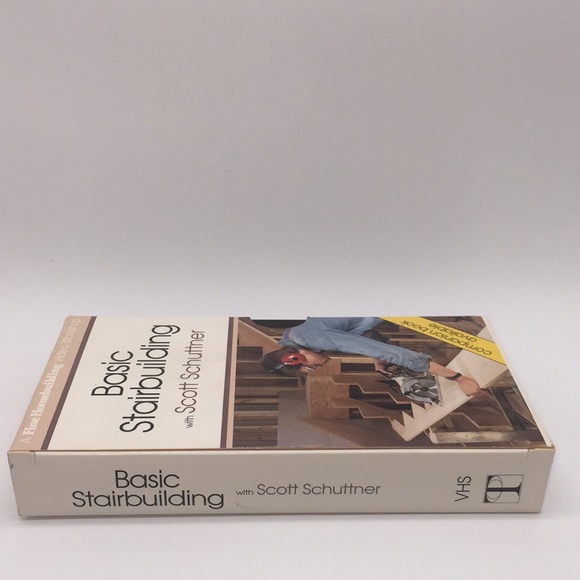 A Fine Homebuilding Video Workshop
Basic
Stairbuilding
with Scott Schuttner
companion book
available
Basic
Stairbuilding with Scott Schuttner
VHS
T